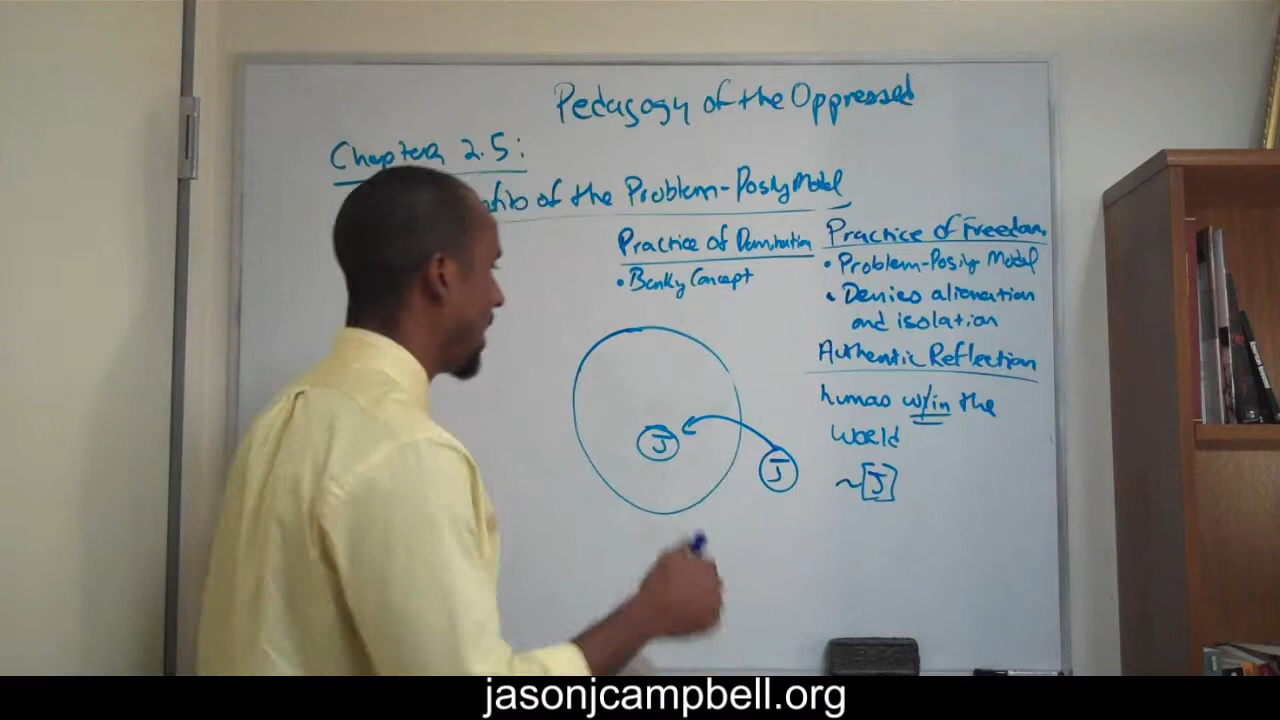 Pedagogy of the Oppressed
Chapter 2.5:
of the Problem-Posing Model
Practice of Domination
• Banking Concept
Practice of Freedom
• Problem-Posing Model
• Denies alienation
and isolation
Authentic Reflection
humans w/in the
World
~[J]
J
J
jasonjcampbell.org